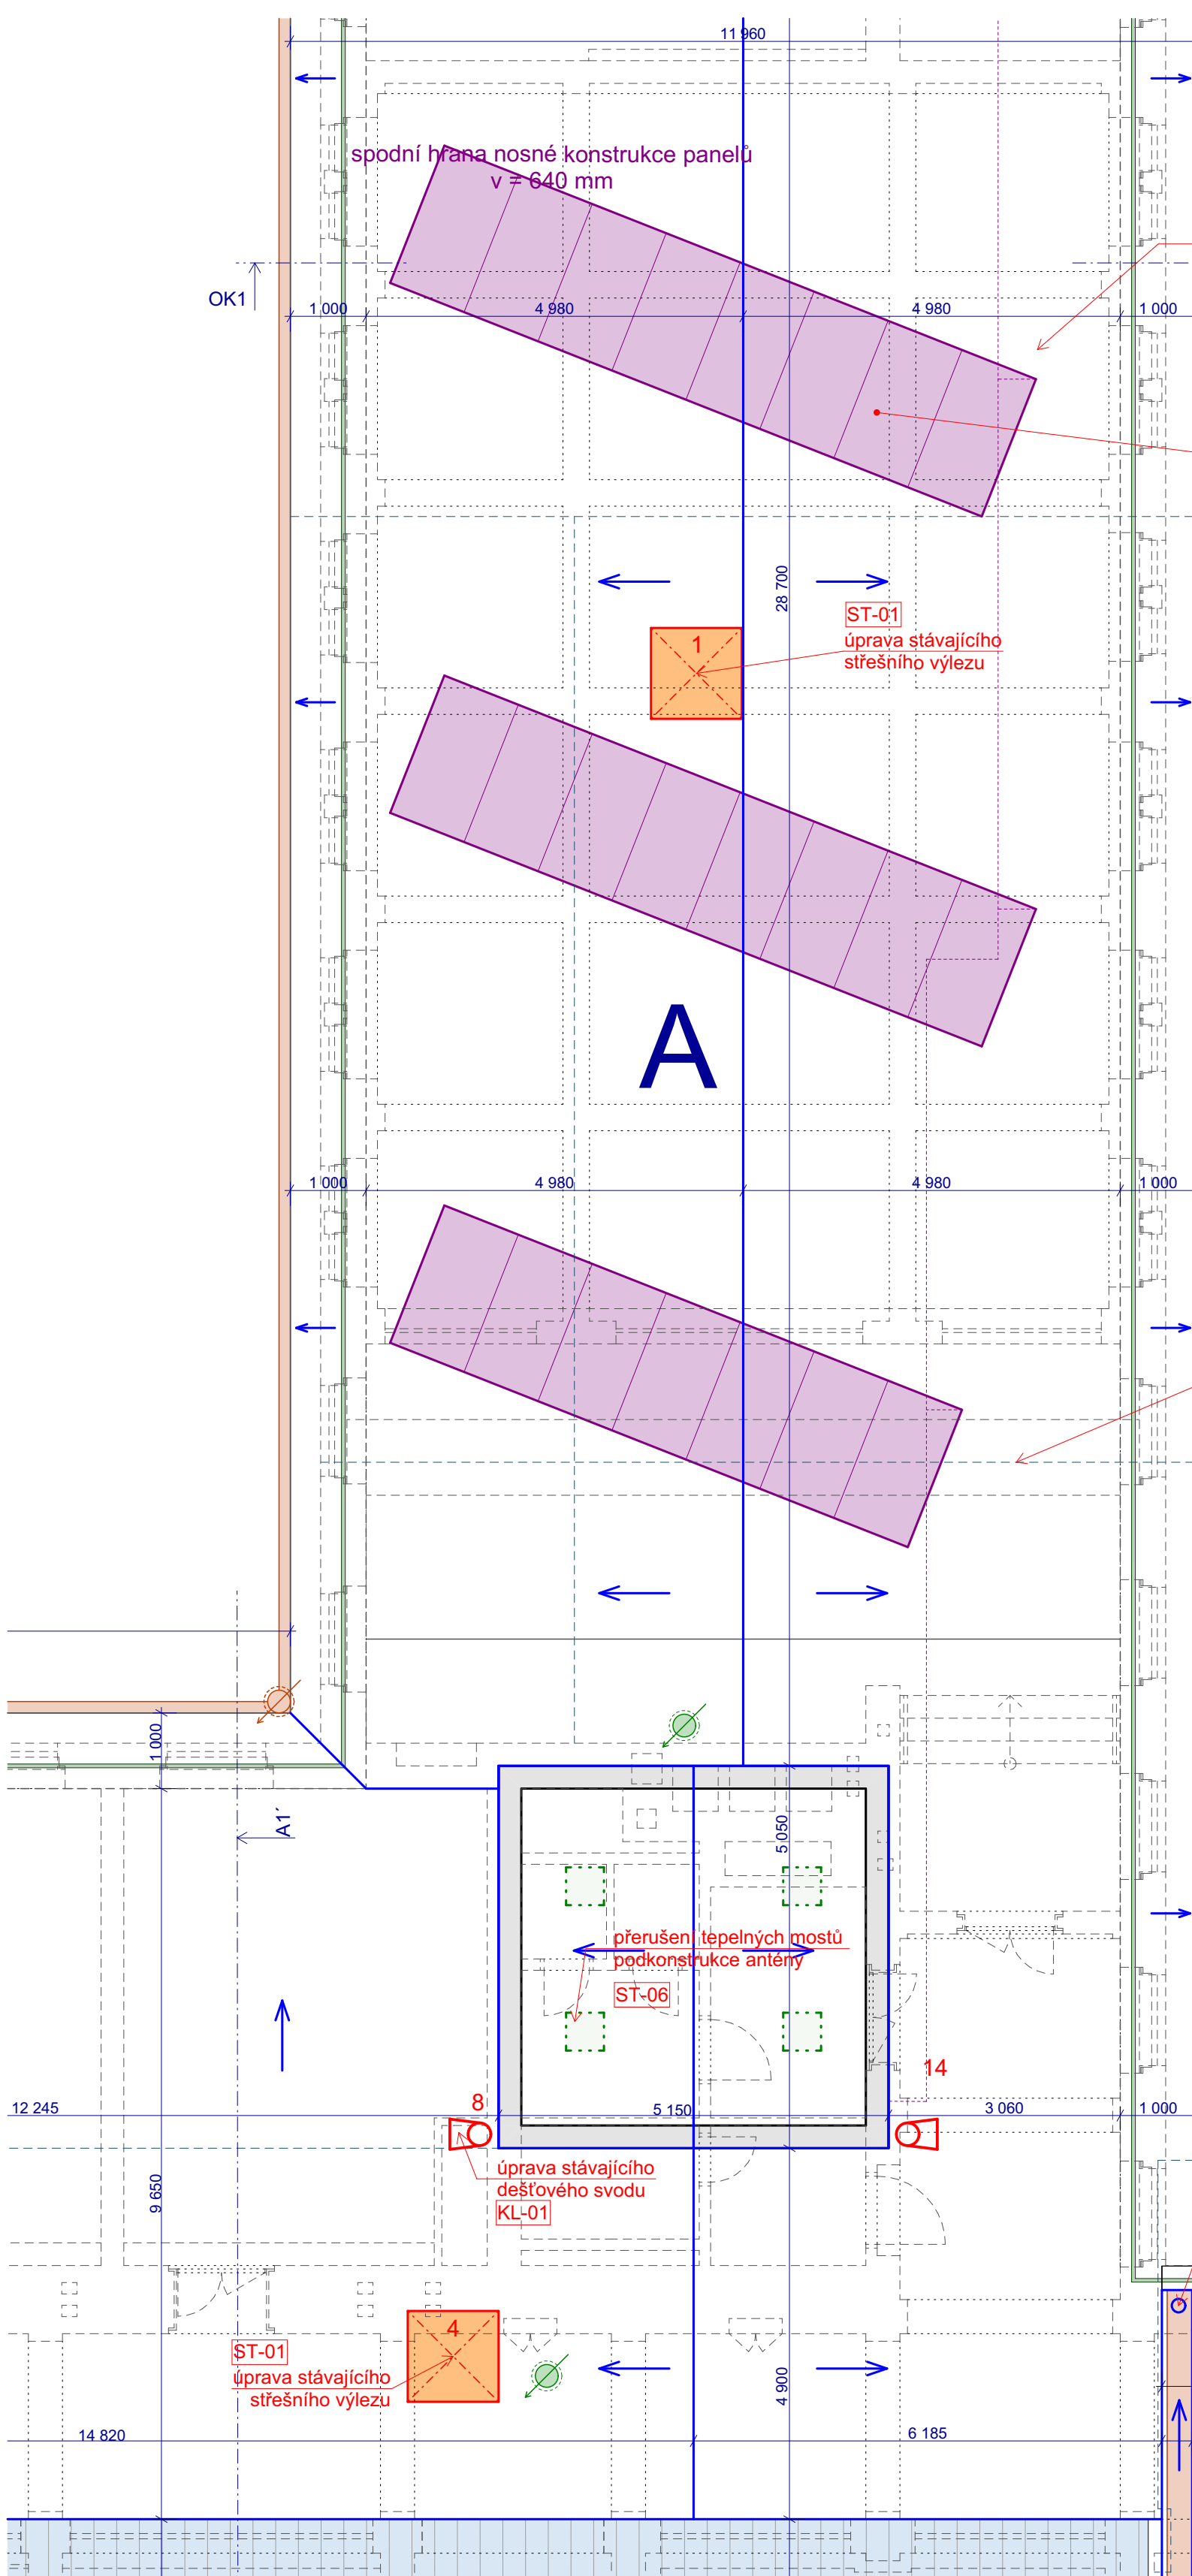 11 960
spodní hrana nosné konstrukce panelů
v = 640 mm
OK1
1 000
4 980
4 980
1 000
28 700
ST-01
úprava stávajícího
střešního výlezu
1
A
1 000
4 980
4 980
1 000
1 000
A1´
5 050
přerušení tepelných mostů
podkonstrukce antény
ST-06
14
8
12 245
5 150
3 060
1 000
úprava stávajícího
dešťového svodu
KL-01
9 650
4
ST-01
úprava stávajícího
střešního výlezu
4 900
14 820
6 185